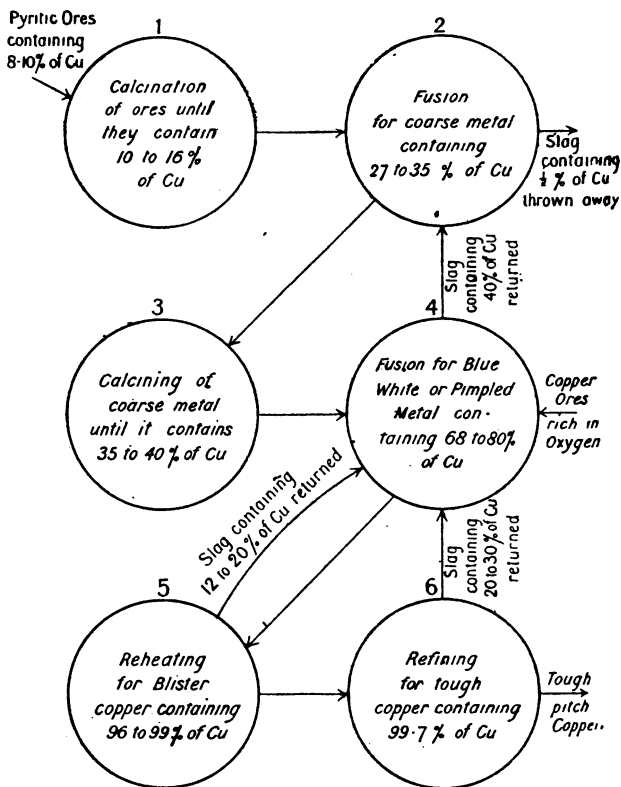 Pyritic Ores
containing
8-10% of Cu
1
Calcination
of ores until
they contain
10 to 16%
of Cu
2
Fusion
for coarse metal
containing
27 to 35 % of Cu
Slag
containing
½ % of Cu
thrown away
Slag
containing
40% of Cu
returned
3
Calcining of
coarse metal
until it contains
35 to 40% of Cu
4
Fusion for Blue
White or Pimpled
Metal con-
taining 68 to 80%
of Cu
Copper
Ores
rich in
Oxygen
Slag containing
12 to 20% of Cu returned
Slag
containing
20 to 30% of Cu
returned
5
Reheating
for Blister
copper containing
96 to 99% of Cu
6
Refining
for tough
copper containing
99·7 % of Cu
Tough
pitch
Copper.